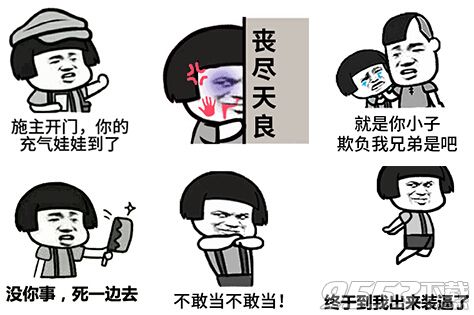 施主开门，你的
充气娃娃到了
丧尽天良
就是你小子
欺负我兄弟是吧
没你事，死一边去
不敢当不敢当！
终于到我出来装逼了
9553下载